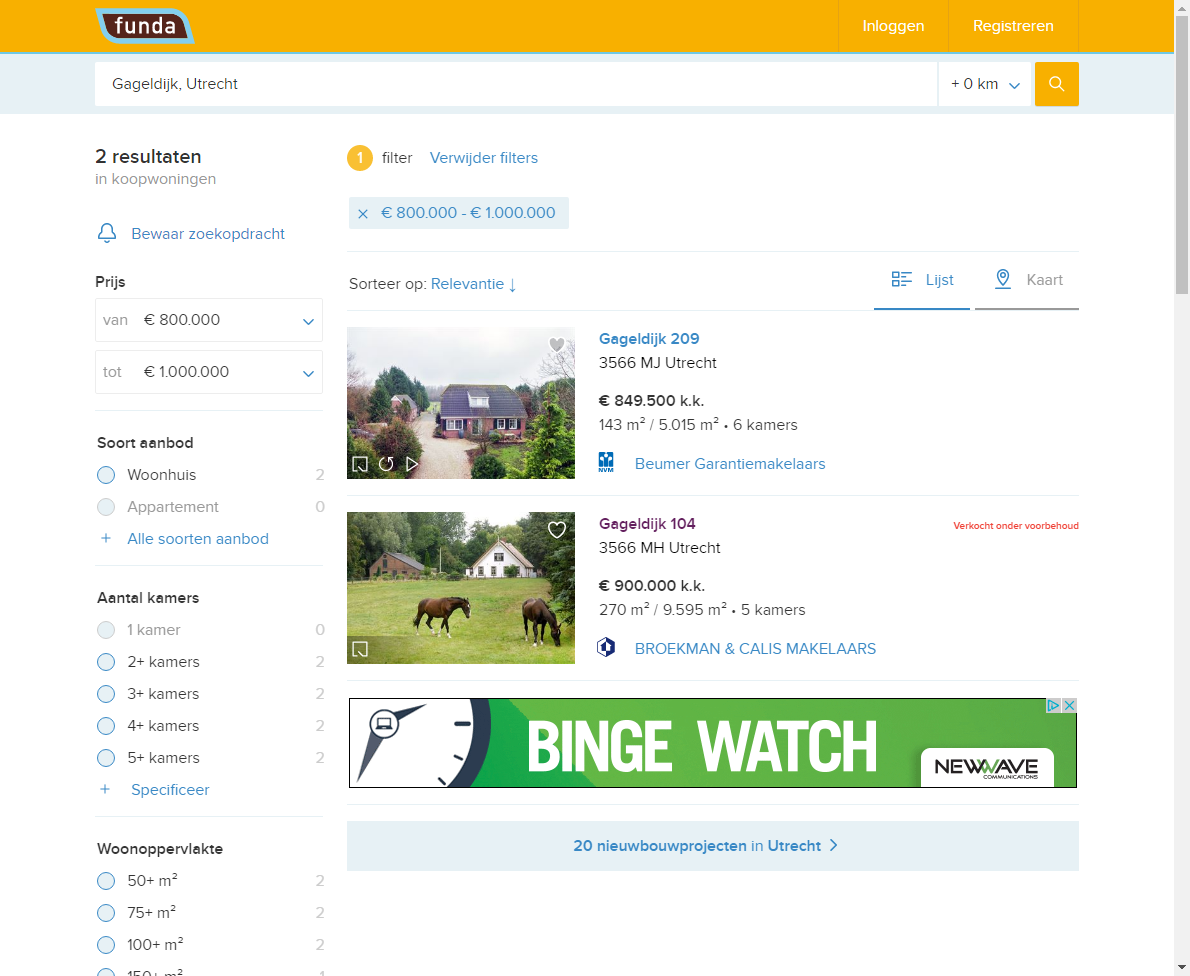 funda
Inloggen
Registreren
Gageldijk, Utrecht
+ 0 km
2 resultaten
in koopwoningen
Bewaar zoekopdracht
Prijs
van € 800.000
tot € 1.000.000
Soort aanbod
Woonhuis 2
Appartement 0
+ Alle soorten aanbod
Aantal kamers
1 kamer 0
2+ kamers 2
3+ kamers 2
4+ kamers 2
5+ kamers 2
+ Specificeer
Woonoppervlakte
50+ m² 2
75+ m² 2
100+ m² 2
150+ m² 1
1 filter Verwijder filters
× € 800.000 - € 1.000.000
Sorteer op: Relevantie ↓
Lijst
Kaart
Gageldijk 209
3566 MJ Utrecht
€ 849.500 k.k.
143 m² / 5.015 m² • 6 kamers
NVM
Beumer Garantiemakelaars
Gageldijk 104
Verkocht onder voorbehoud
3566 MH Utrecht
€ 900.000 k.k.
270 m² / 9.595 m² • 5 kamers
BROEKMAN & CALIS MAKELAARS
BINGE WATCH
NEWWAVE
COMMUNICATIONS
20 nieuwbouwprojecten in Utrecht >